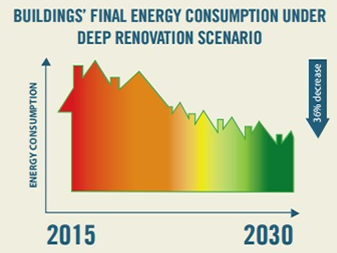 BUILDINGS' FINAL ENERGY CONSUMPTION UNDER
DEEP RENOVATION SCENARIO
ENERGY CONSUMPTION
36% decrease
2015
2030